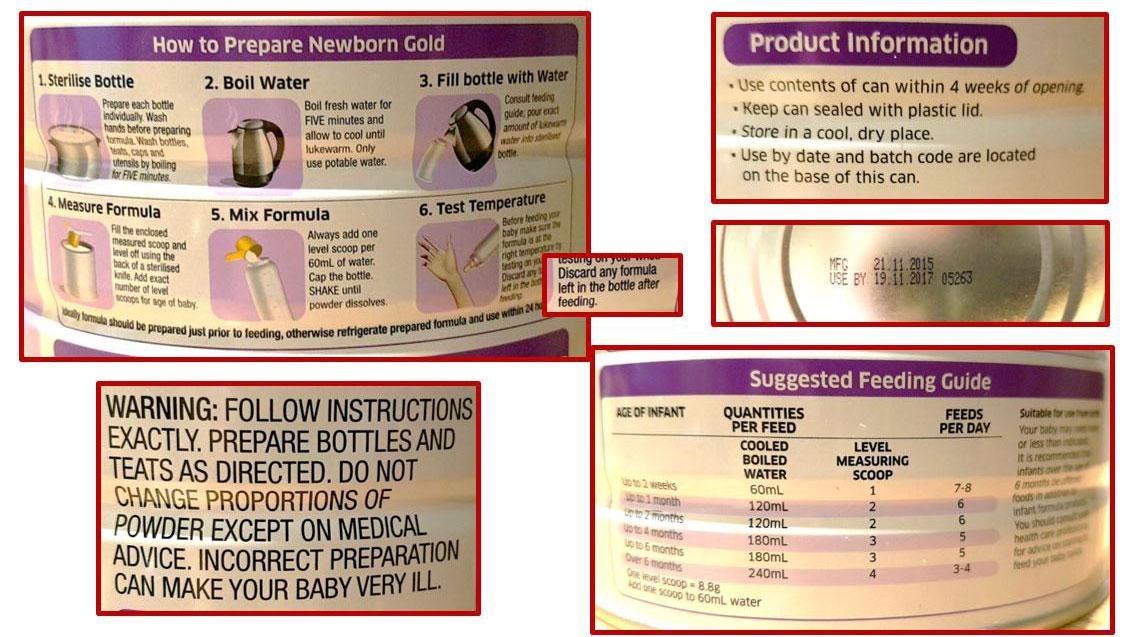 How to Prepare Newborn Gold
1. Sterilise Bottle
Prepare each bottle
individually. Wash
hands before preparing
formula. Wash bottles,
teats, caps and
utensils by boiling
for FIVE minutes.
2. Boil Water
Boil fresh water for
FIVE minutes and
allow to cool until
lukewarm. Only
use potable water.
3. Fill bottle with Water
Consult feeding
guide; pour exact
amount of lukewarm
water into sterilised
bottle.
4. Measure Formula
Fill the enclosed
measured scoop and
level off using the
back of a sterilised
knife. Add exact
number of level
scoops for age of baby.
5. Mix Formula
Always add one
level scoop per
60mL of water.
Cap the bottle.
SHAKE until
powder dissolves.
6. Test Temperature
Before feeding your
baby make sure the
formula is at the
right temperature by
testing on your
Discard any formula
left in the bottle after
feeding.
Ideally formula should be prepared just prior to feeding, otherwise refrigerate prepared formula and use within 24
Product Information
• Use contents of can within 4 weeks of opening.
• Keep can sealed with plastic lid.
• Store in a cool, dry place.
• Use by date and batch code are located
on the base of this can.
MFG 21.11.2015
USE BY 19.11.2017 05263
WARNING: FOLLOW INSTRUCTIONS
EXACTLY. PREPARE BOTTLES AND
TEATS AS DIRECTED. DO NOT
CHANGE PROPORTIONS OF
POWDER EXCEPT ON MEDICAL
ADVICE. INCORRECT PREPARATION
CAN MAKE YOUR BABY VERY ILL.
Suggested Feeding Guide
AGE OF INFANT QUANTITIES PER FEED FEEDS PER DAY
COOLED BOILED WATER LEVEL MEASURING SCOOP
Up to 2 weeks 60mL 1 7-8
Up to 1 month 120mL 2 6
Up to 2 months 120mL 2 6
Up to 4 months 180mL 3 5
Up to 6 months 180mL 3 5
Over 6 months 240mL 4 3-4
One level scoop = 8.8g
Add one scoop to 60mL water
Suitable for use from
Your baby may need
or less than indicated.
It is recommended
infants over the age of
6 months be offered
foods in addition
infant formula
You should consult
health care
for advice on
feed your baby